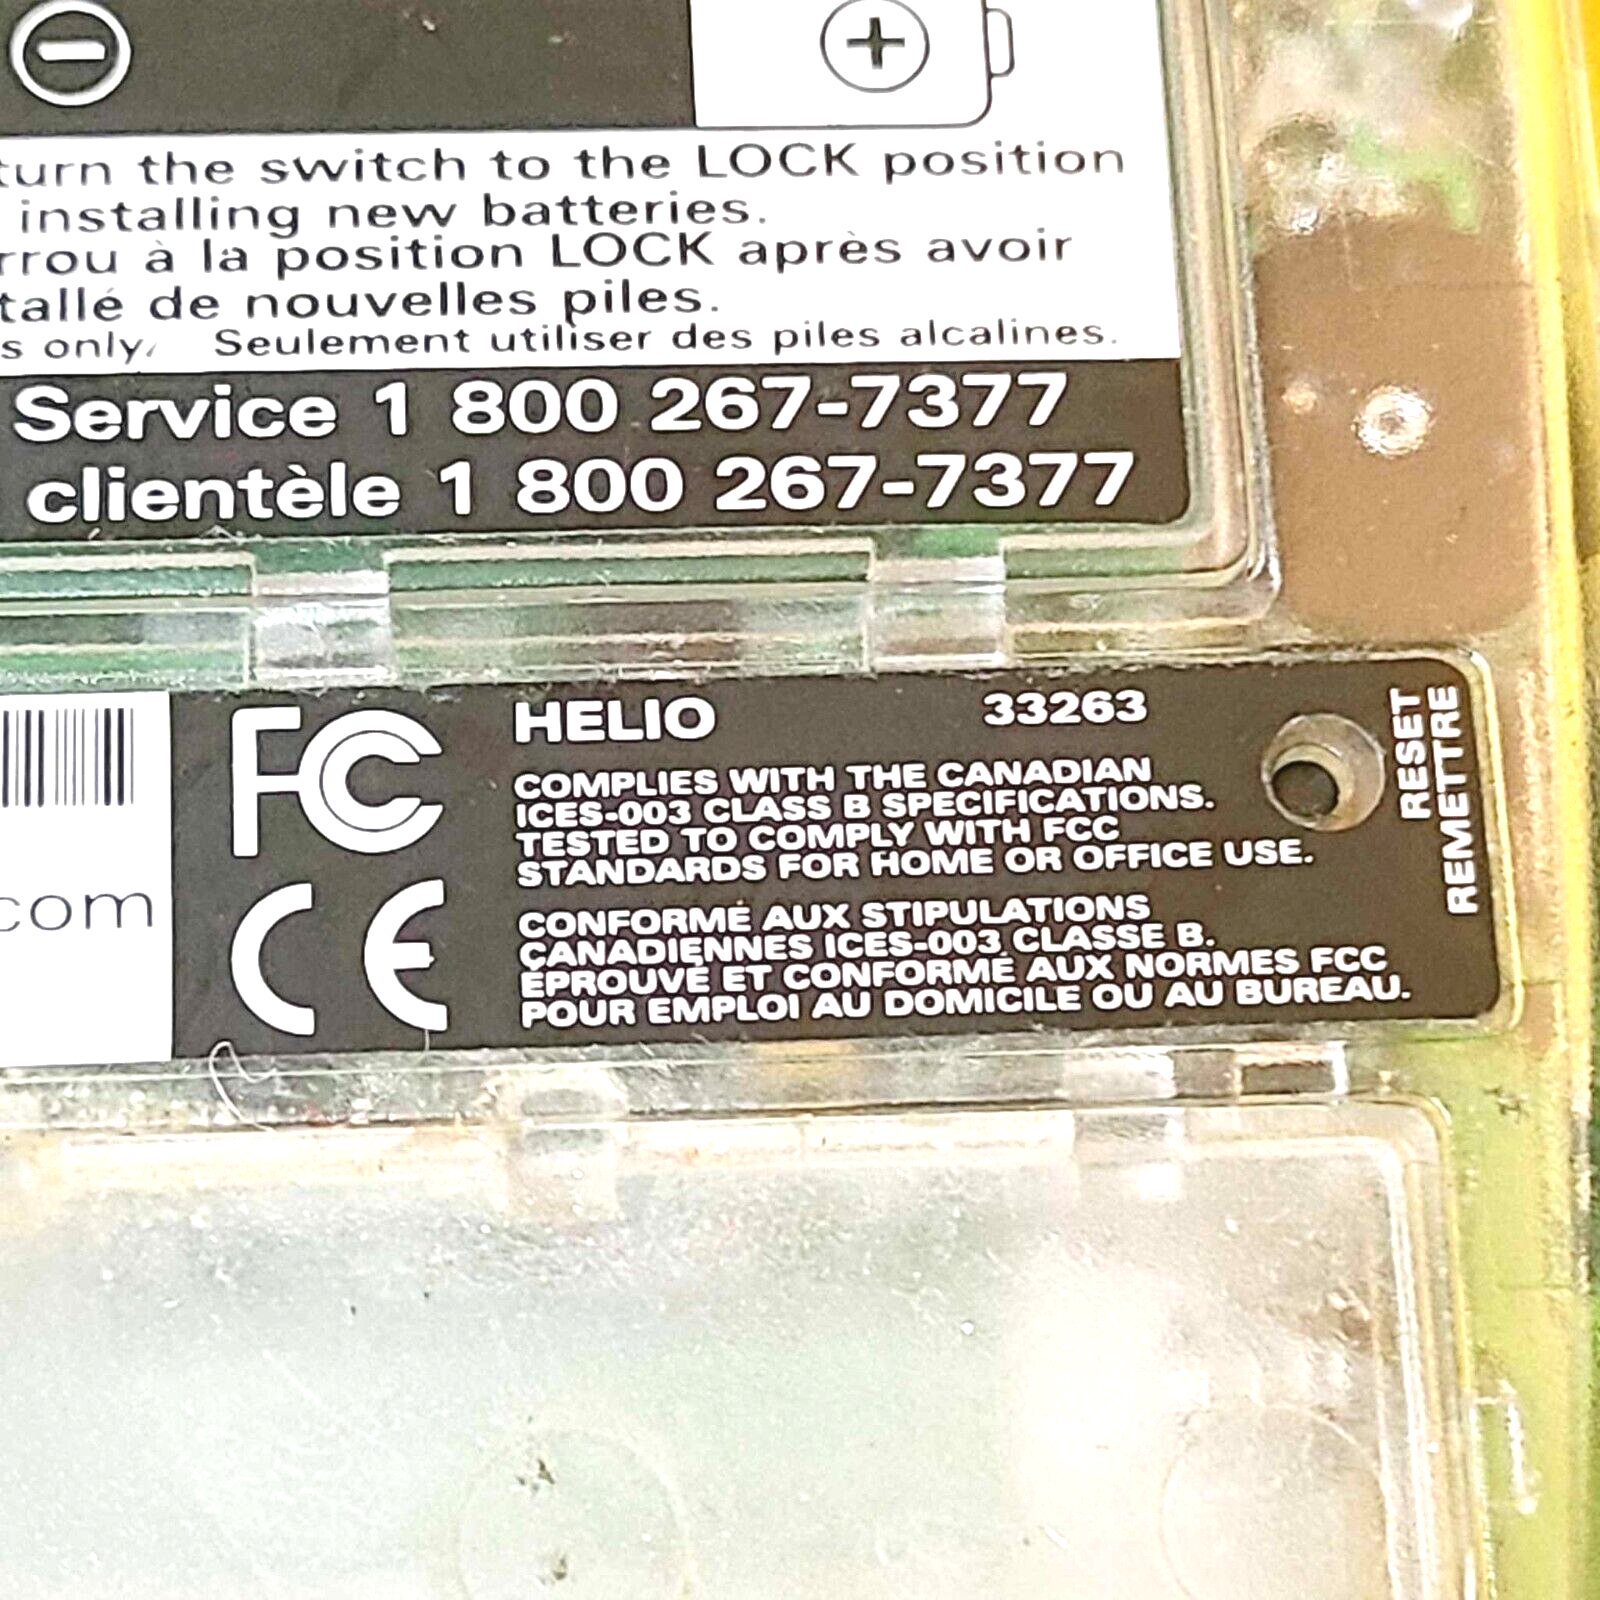 turn the switch to the LOCK position
installing new batteries.
rrou à la position LOCK après avoir
tallé de nouvelles piles.
s only. Seulement utiliser des piles alcalines.
Service 1 800 267-7377
clientèle 1 800 267-7377
FC
HELIO 33263
COMPLIES WITH THE CANADIAN
ICES-003 CLASS B SPECIFICATIONS.
TESTED TO COMPLY WITH FCC
STANDARDS FOR HOME OR OFFICE USE.
com
CE
CONFORMÉ AUX STIPULATIONS
CANADIENNES ICES-003 CLASSE B.
ÉPROUVÉ ET CONFORMÉ AUX NORMES FCC
POUR EMPLOI AU DOMICILE OU AU BUREAU.
RESET
REMETTRE